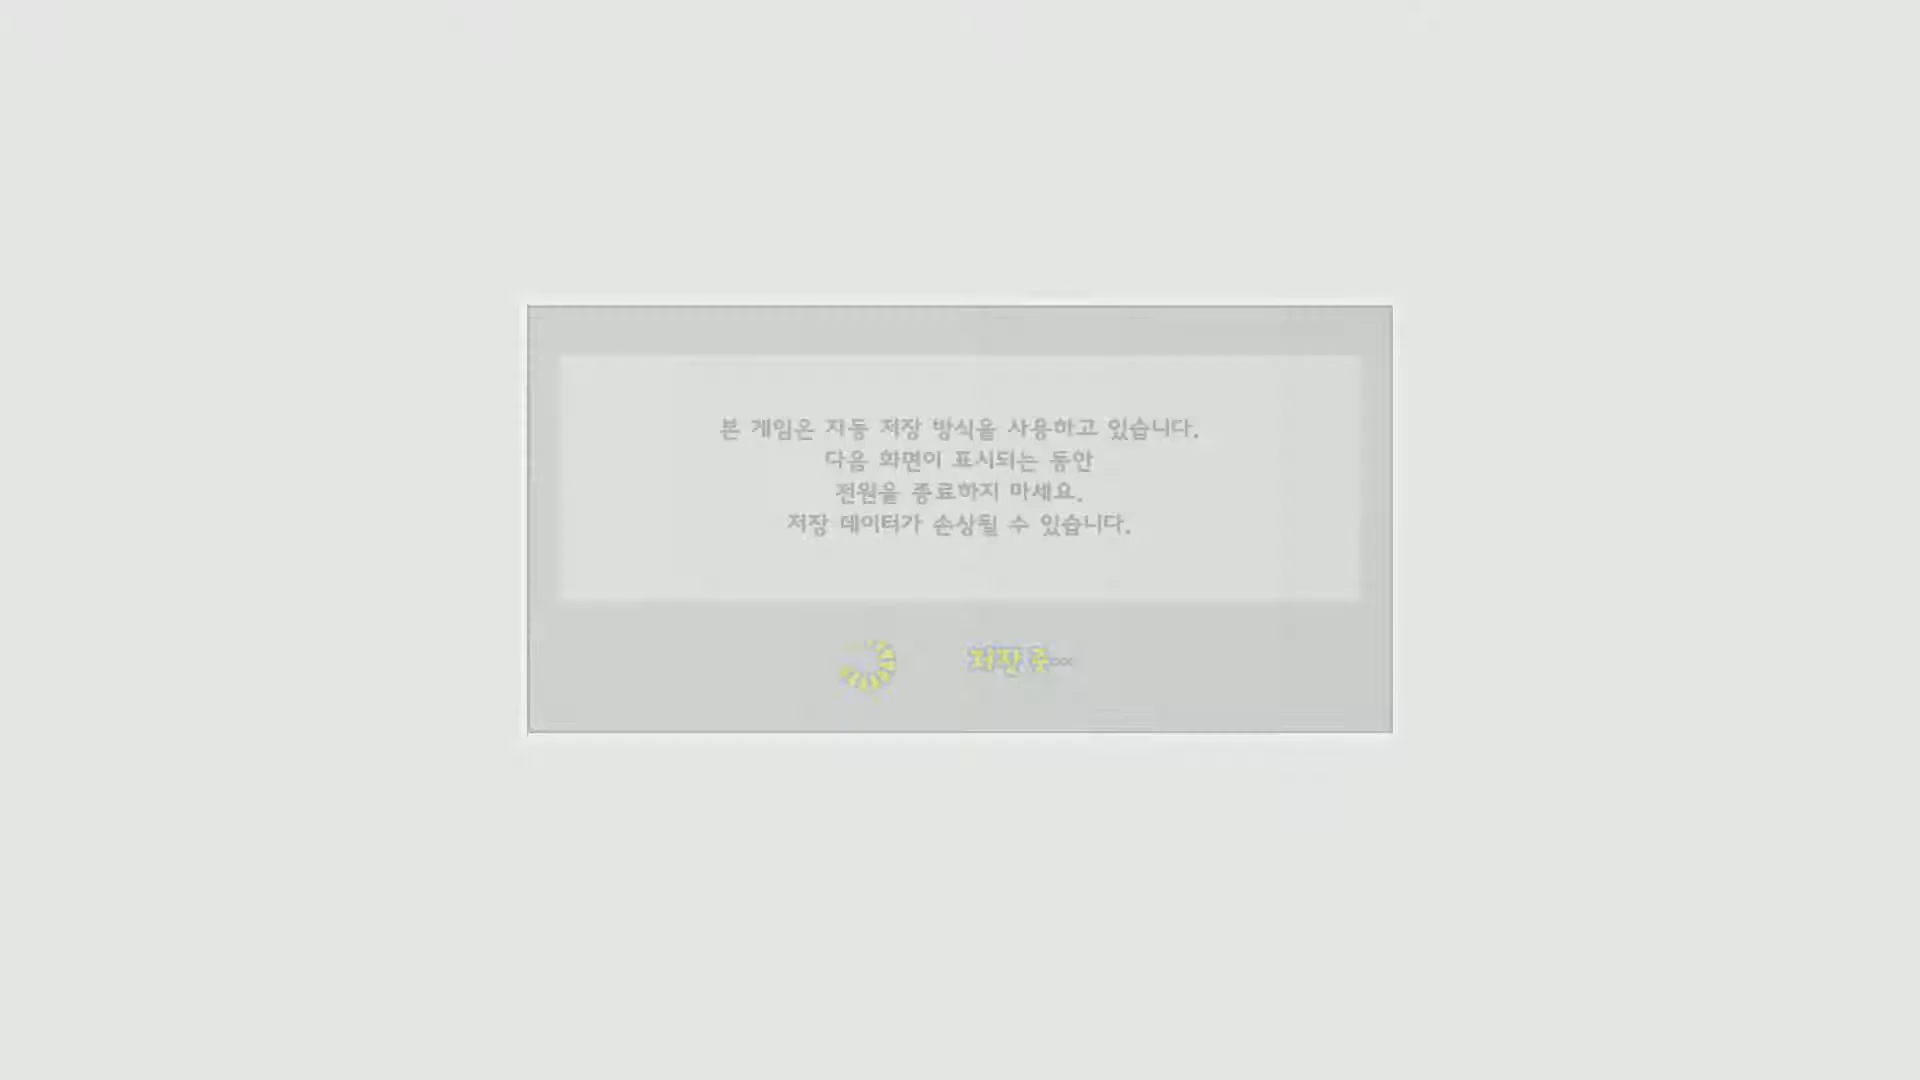 본 게임은 자동 저장 방식을 사용하고 있습니다.
다음 화면이 표시되는 동안
전원을 종료하지 마세요.
저장 데이터가 손상될 수 있습니다.
저장 중...